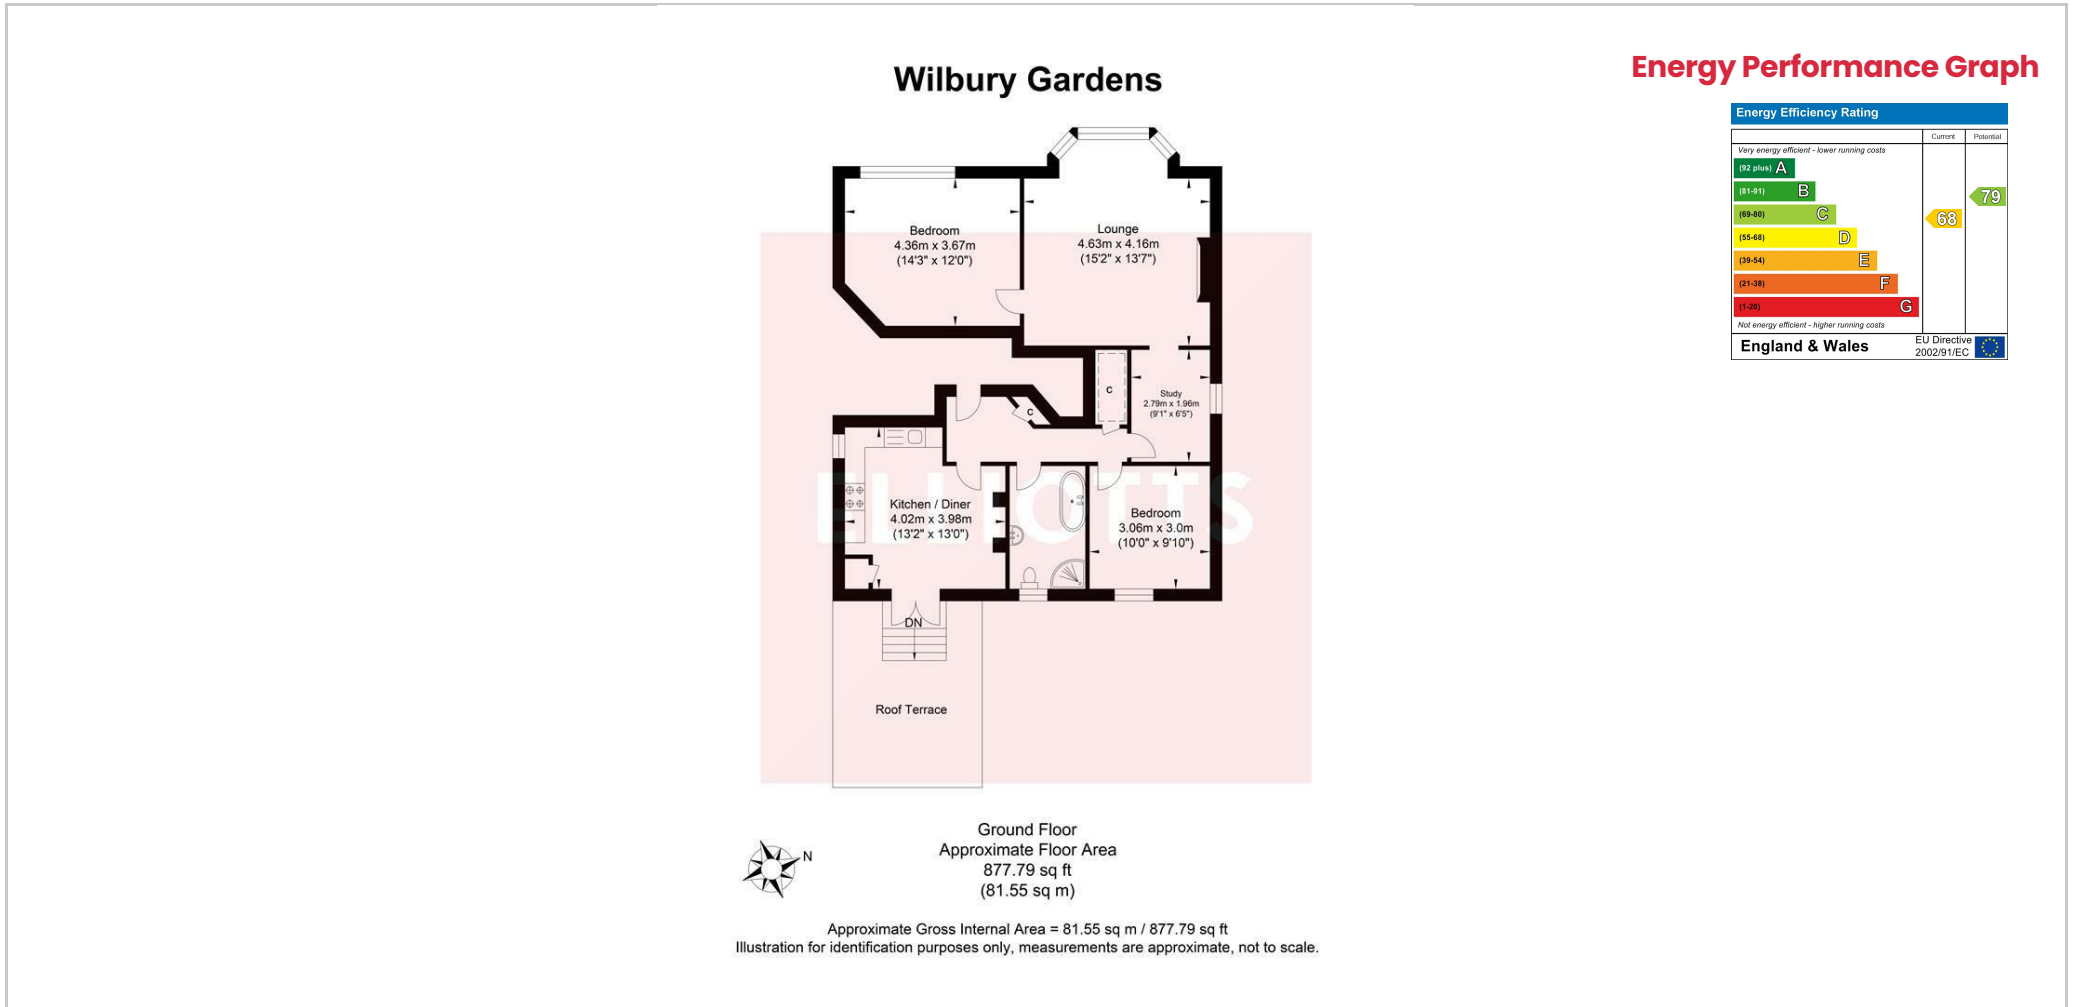 Wilbury Gardens
Bedroom
4.36m x 3.67m
(14'3" x 12'0")
Lounge
4.63m x 4.16m
(15'2" x 13'7")
C
Study
2.79m x 1.96m
(9'1" x 6'5")
C
ELLIOTTS
Kitchen / Diner
4.02m x 3.98m
(13'2" x 13'0")
Bedroom
3.06m x 3.0m
(10'0" x 9'10")
DN
Roof Terrace
N
Ground Floor
Approximate Floor Area
877.79 sq ft
(81.55 sq m)
Approximate Gross Internal Area = 81.55 sq m / 877.79 sq ft
Illustration for identification purposes only, measurements are approximate, not to scale.
Energy Performance Graph
Energy Efficiency Rating
Current Potential
Very energy efficient - lower running costs
(92 plus) A
(81-91) B
(69-80) C
(55-68) D
(39-54) E
(21-38) F
(1-20) G
68
79
Not energy efficient - higher running costs
England & Wales
EU Directive
2002/91/EC